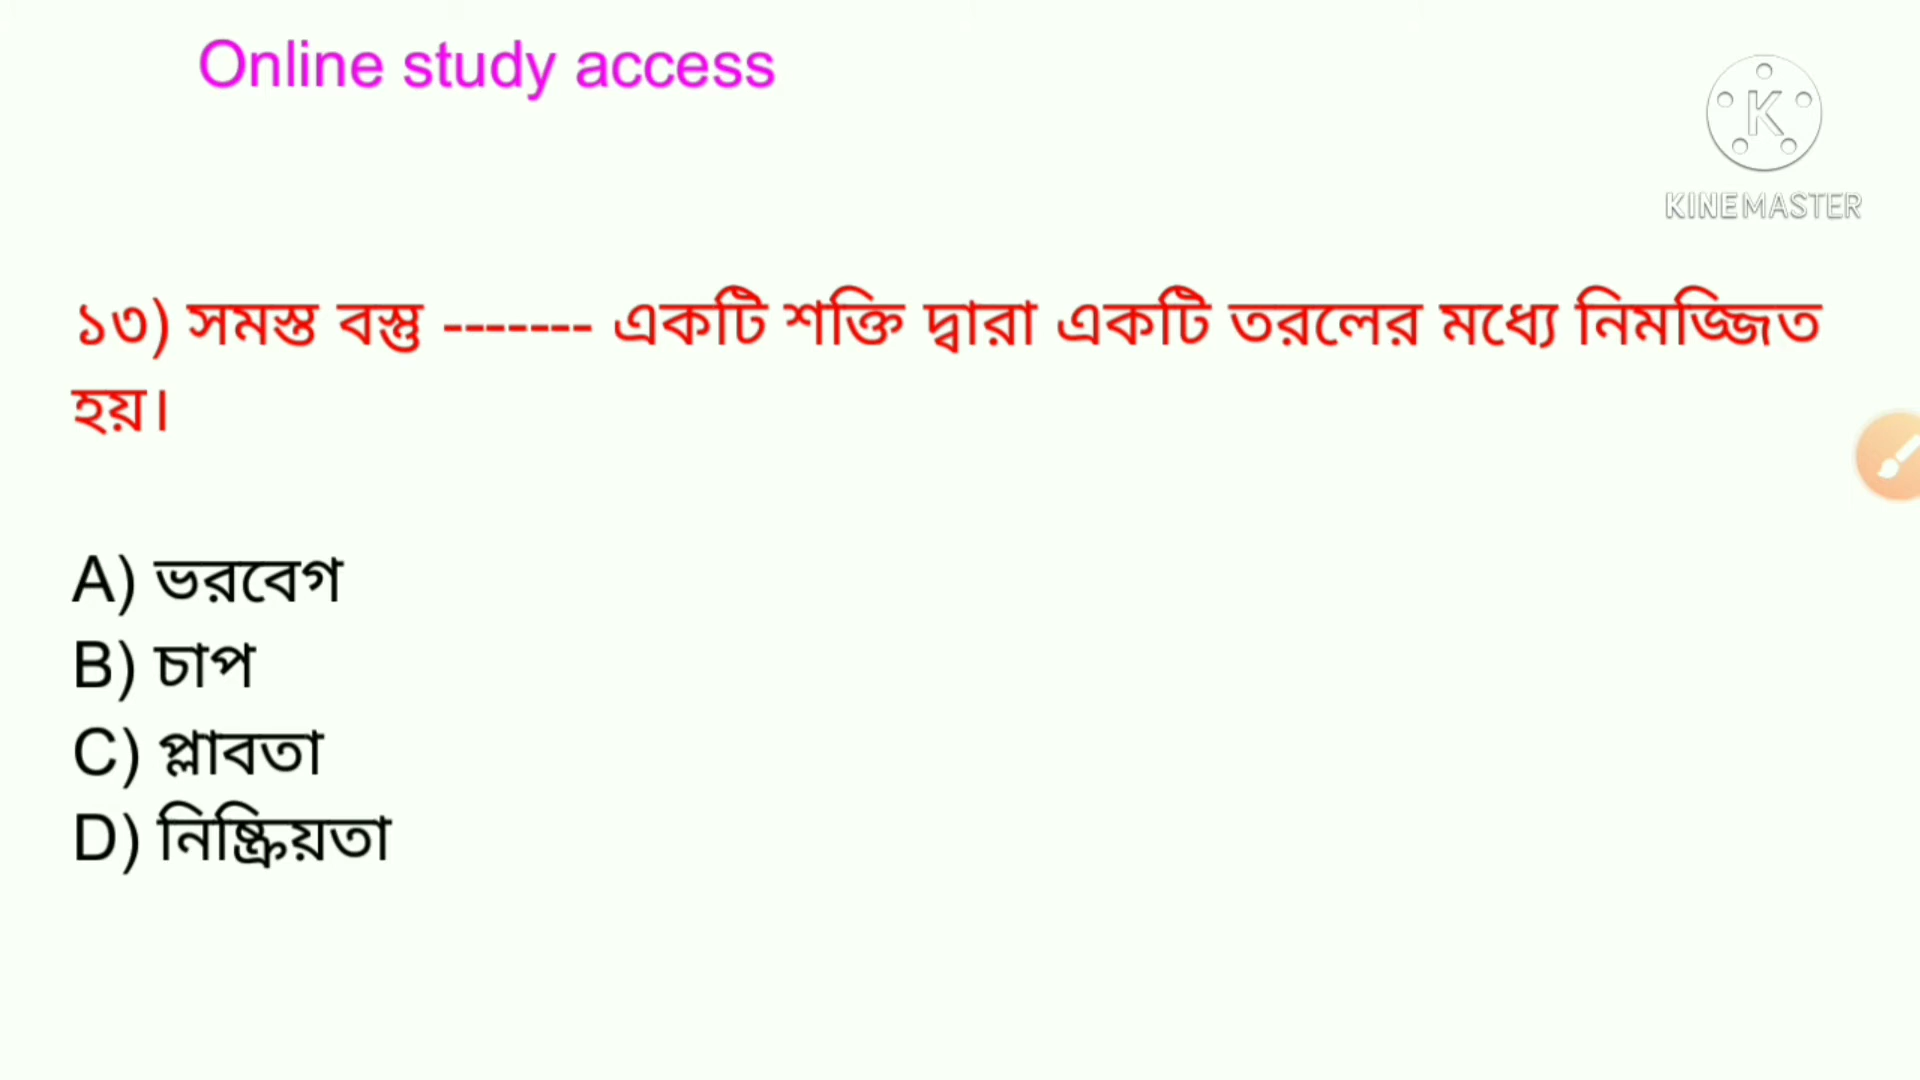 Online study access
K
KINEMASTER
১৩) সমস্ত বস্তু ------- একটি শক্তি দ্বারা একটি তরলের মধ্যে নিমজ্জিত
হয়।
A) ভরবেগ
B) চাপ
C) প্লাবতা
D) নিষ্ক্রিয়তা